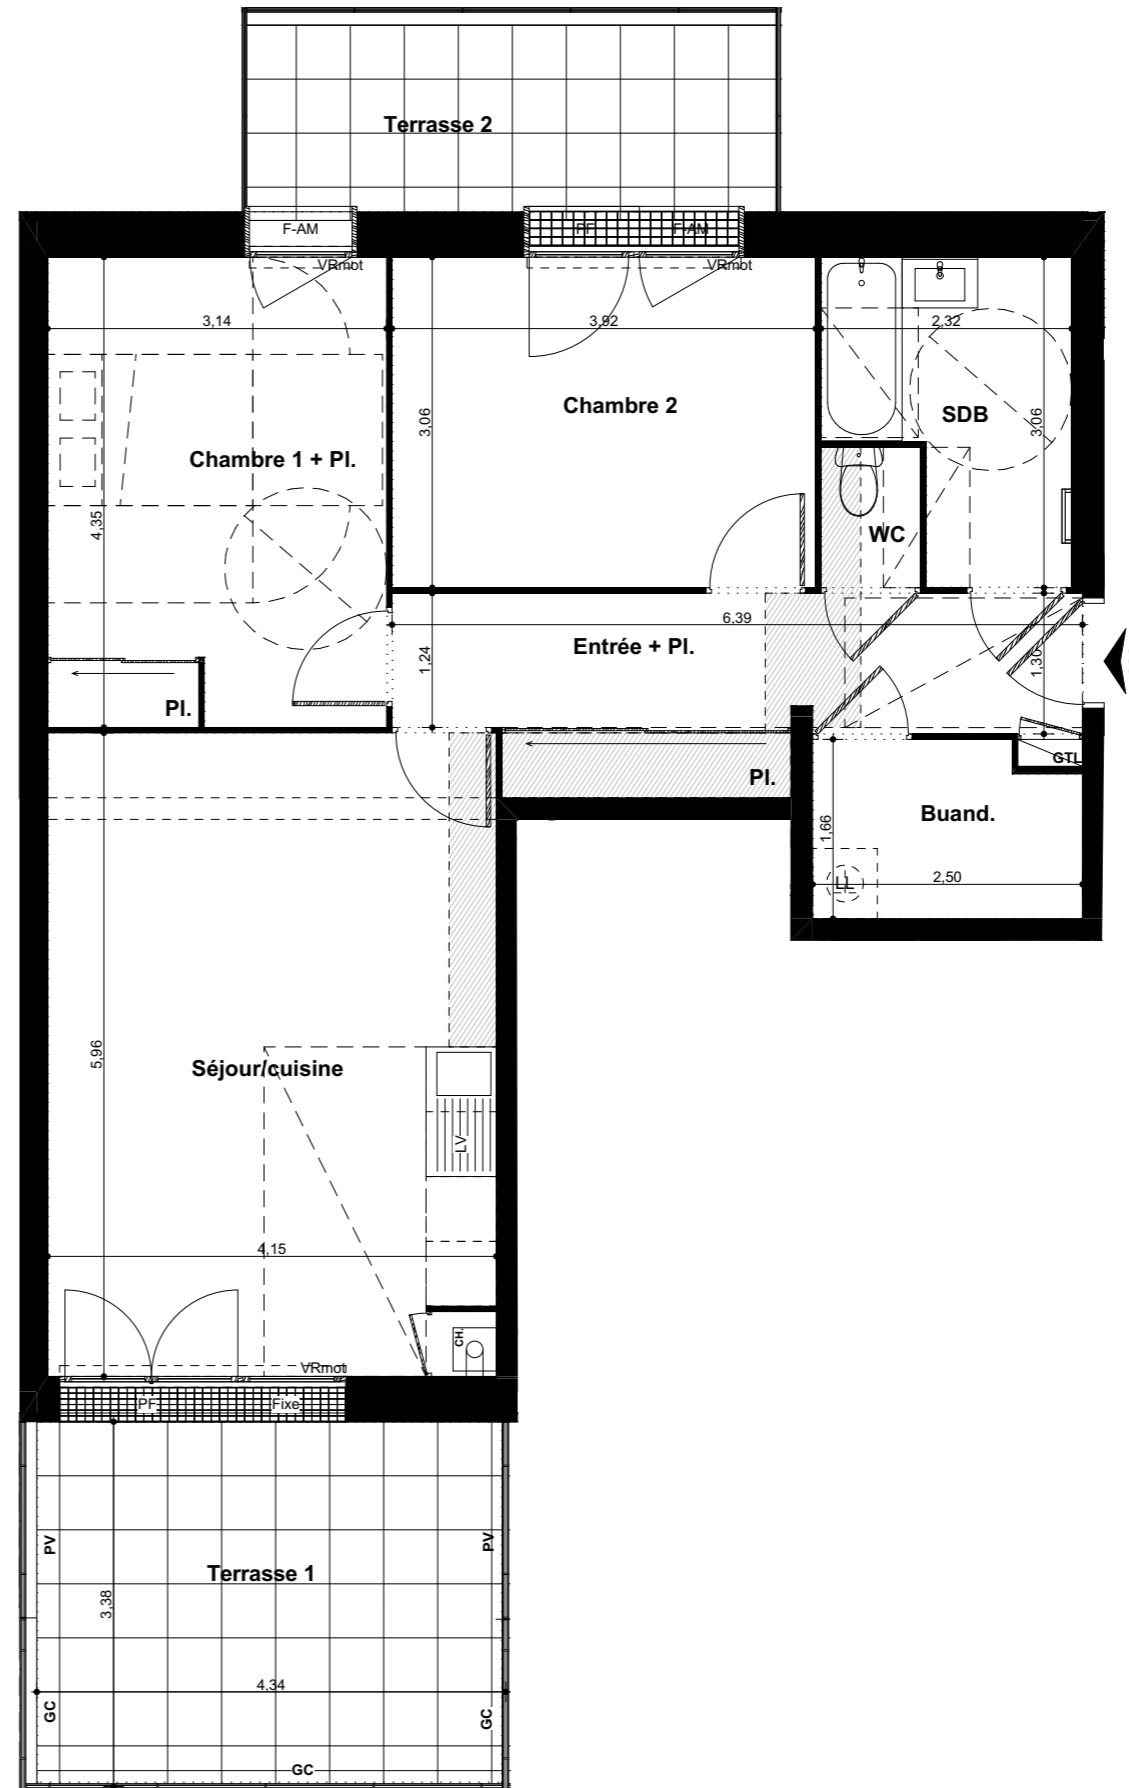 Terrasse 2
F-AM
PF
F-AM
VRmot
VRmot
3,14
3,92
2,32
Chambre 2
SDB
3,06
3,06
Chambre 1 + Pl.
4,35
WC
6,39
Entrée + Pl.
1,24
1,30
Pl.
GTL
Pl.
Buand.
1,66
2,50
LL
5,96
Séjour/cuisine
LV
4,15
CH.
VRmot
PF
Fixe
PV
PV
Terrasse 1
3,38
4,34
GC
GC
GC